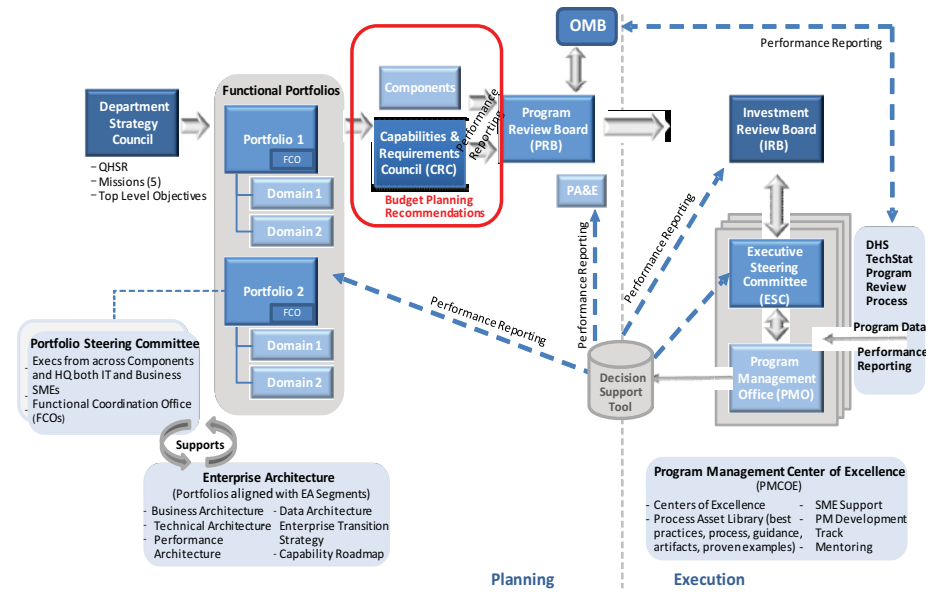 OMB
Performance Reporting
Functional Portfolios
Department
Strategy
Council
– QHSR
– Missions (5)
– Top Level Objectives
Portfolio 1
FCO
Domain 1
Domain 2
Portfolio 2
FCO
Domain 1
Domain 2
Components
Capabilities &
Requirements
Council (CRC)
Performance
Reporting
Budget Planning
Recommendations
Program
Review Board
(PRB)
PA&E
Investment
Review Board
(IRB)
Performance Reporting
Performance Reporting
Performance Reporting
Executive
Steering
Committee
(ESC)
Program
Management
Office (PMO)
DHS
TechStat
Program
Review
Process
Program Data
Performance
Reporting
Decision
Support
Tool
Portfolio Steering Committee
- Execs from across Components
and HQ both IT and Business
- SMEs
- Functional Coordination Office
(FCOs)
Supports
Enterprise Architecture
(Portfolios aligned with EA Segments)
- Business Architecture
- Technical Architecture
- Performance
Architecture
- Data Architecture
Enterprise Transition
Strategy
- Capability Roadmap
Program Management Center of Excellence
(PMCOE)
- Centers of Excellence
- Process Asset Library (best
practices, process, guidance,
artifacts, proven examples)
- SME Support
- PM Development
Track
- Mentoring
Planning
Execution